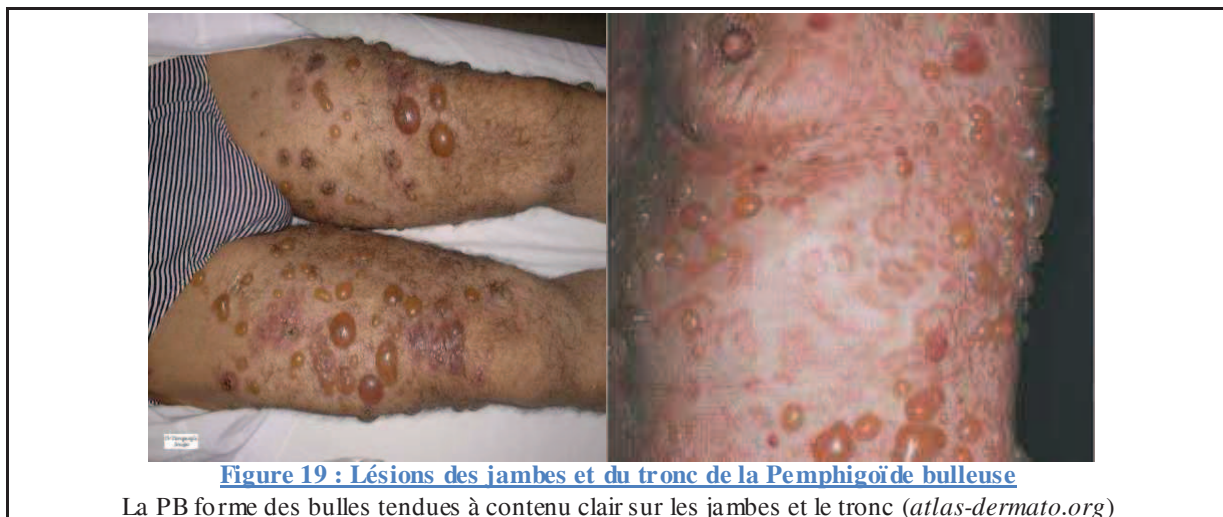 Figure 19 : Lésions des jambes et du tronc de la Pemphigoïde bulleuse
La PB forme des bulles tendues à contenu clair sur les jambes et le tronc (atlas-dermato.org)